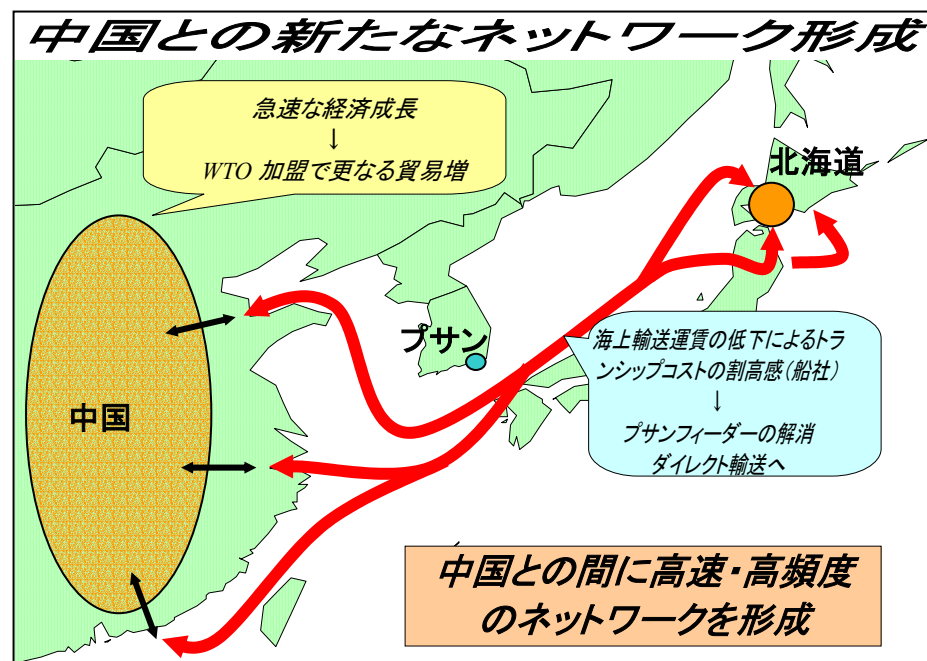 中国との新たなネットワーク形成
急速な経済成長
↓
WTO 加盟で更なる貿易増
北海道
プサン
海上輸送運賃の低下によるトラ
ンシップコストの割高感(船社)
↓
プサンフィーダーの解消
ダイレクト輸送へ
中国
中国との間に高速・高頻度
のネットワークを形成